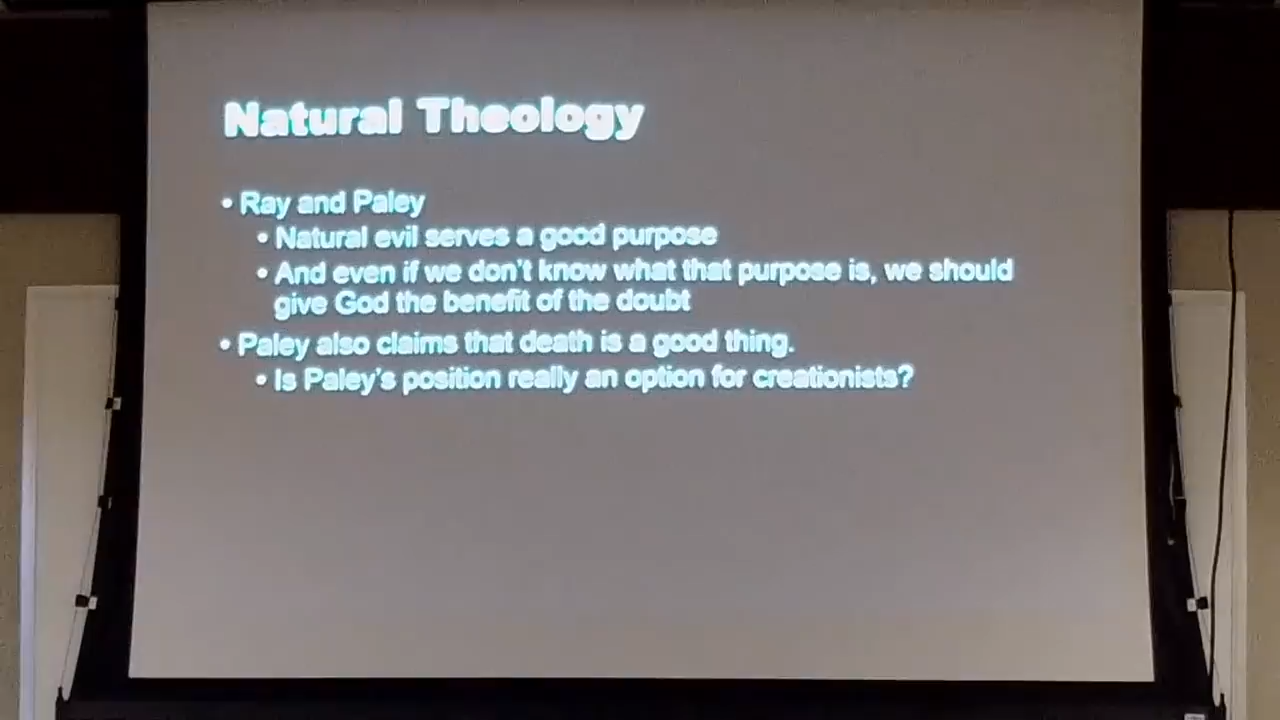 Natural Theology
• Ray and Paley
• Natural evil serves a good purpose
• And even if we don't know what that purpose is, we should
give God the benefit of the doubt
• Paley also claims that death is a good thing.
• Is Paley's position really an option for creationists?